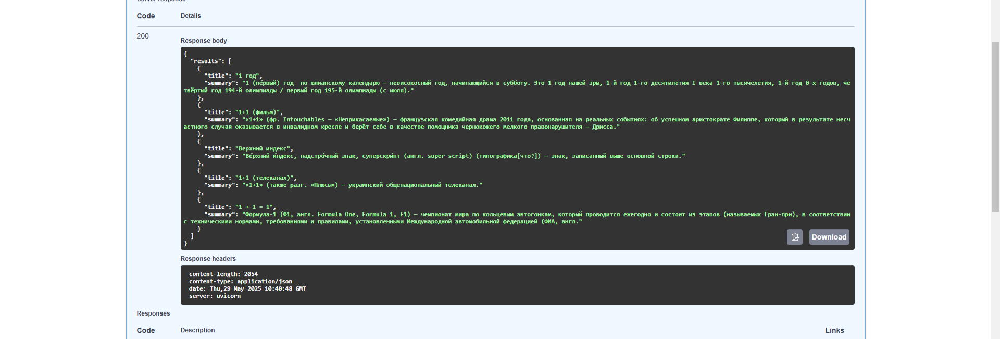 Server response
Code Details
200
Response body
{
"results": [
{
"title": "1 год",
"summary": "1 (пе́рвый) год  по юлианскому календарю — невисокосный год, начинающийся в субботу. Это 1 год нашей эры, 1-й год 1-го десятилетия I века 1-го тысячелетия, 1-й год 0-х годов, че
твёртый год 194-й олимпиады / первый год 195-й олимпиады (с июля)."
},
{
"title": "1+1 (фильм)",
"summary": "«1+1» (фр. Intouchables — «Неприкасаемые») — французская комедийная драма 2011 года, основанная на реальных событиях: об успешном аристократе Филиппе, который в результате несч
астного случая оказывается в инвалидном кресле и берёт себе в качестве помощника чернокожего мелкого правонарушителя — Дрисса."
},
{
"title": "Верхний индекс",
"summary": "Ве́рхний и́ндекс, надстро́чный знак, суперскри́пт (англ. super script) (типографика[что?]) — знак, записанный выше основной строки."
},
{
"title": "1+1 (телеканал)",
"summary": "«1+1» (также разг. «Плюсы») — украинский общенациональный телеканал."
},
{
"title": "1 + 1 = 1",
"summary": "Формула-1 (Ф1, англ. Formula One, Formula 1, F1) — чемпионат мира по кольцевым автогонкам, который проводится ежегодно и состоит из этапов (называемых Гран-при), в соответствии
с техническими нормами, требованиями и правилами, установленными Международной автомобильной федерацией (ФИА, англ."
}
]
}
Download
Response headers
content-length: 2054
content-type: application/json
date: Thu,29 May 2025 10:40:48 GMT
server: uvicorn
Responses
Code Description Links